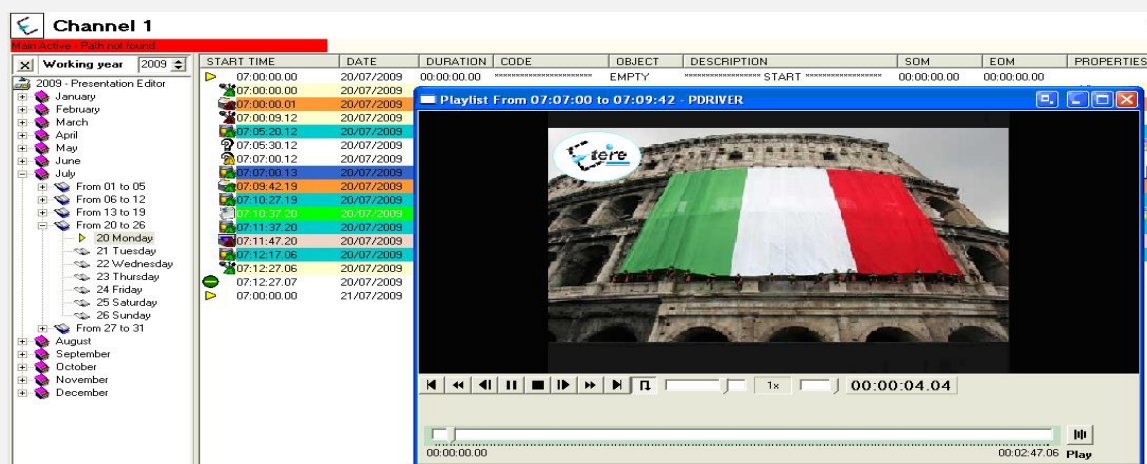 Channel 1
Main Active - Path not found
Working year 2009
2009 - Presentation Editor
January
February
March
April
May
June
July
From 01 to 05
From 06 to 12
From 13 to 19
From 20 to 26
20 Monday
21 Tuesday
22 Wednesday
23 Thursday
24 Friday
25 Saturday
26 Sunday
From 27 to 31
August
September
October
November
December
START TIME DATE DURATION CODE OBJECT DESCRIPTION SOM EOM PROPERTIES
07:00:00.00 20/07/2009 00:00:00.00 ******************** EMPTY ******************** START ******************** 00:00:00.00 00:00:00.00
07:00:00.00 20/07/2009
07:00:00.01 20/07/2009
07:00:09.12 20/07/2009
07:05:20.12 20/07/2009
07:05:30.12 20/07/2009
07:07:00.12 20/07/2009
07:07:00.13 20/07/2009
07:09:42.19 20/07/2009
07:10:27.19 20/07/2009
07:10:37.20 20/07/2009
07:11:37.20 20/07/2009
07:11:47.20 20/07/2009
07:12:17.06 20/07/2009
07:12:27.06 20/07/2009
07:12:27.07 20/07/2009
07:00:00.00 21/07/2009
Playlist From 07:07:00 to 07:09:42 - PDRIVER
Etere
1x 00:00:04.04
00:00:00.00 00:02:47.06 Play